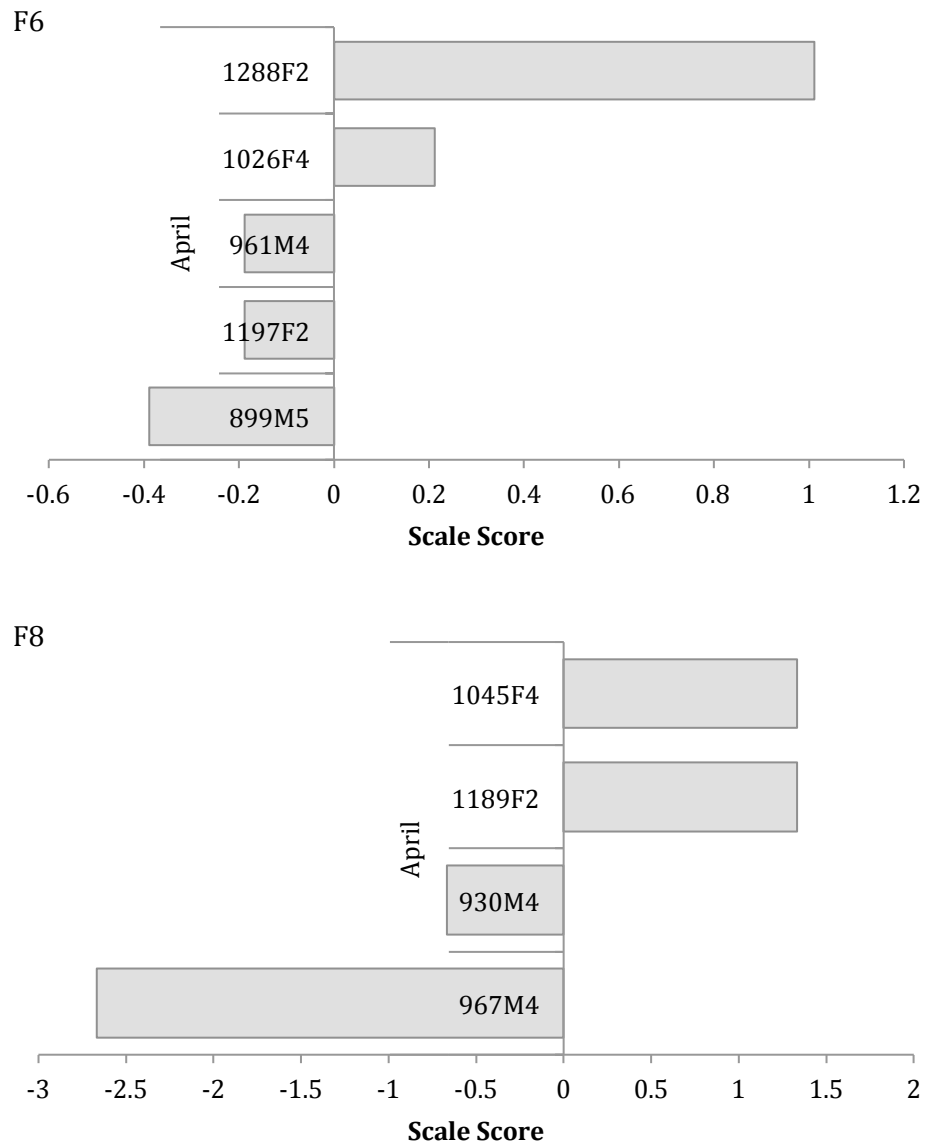 F6
1288F2
1026F4
961M4
1197F2
899M5
April
-0.6 -0.4 -0.2 0 0.2 0.4 0.6 0.8 1 1.2
Scale Score
F8
1045F4
1189F2
930M4
967M4
April
-3 -2.5 -2 -1.5 -1 -0.5 0 0.5 1 1.5 2
Scale Score